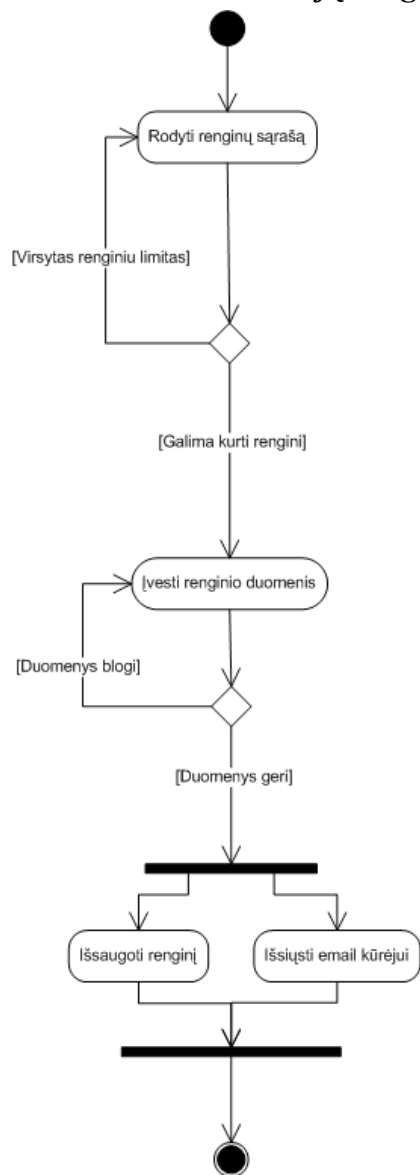 Rodyti renginų sąrašą
[Virsytas renginiu limitas]
[Galima kurti rengini]
Įvesti renginio duomenis
[Duomenys blogi]
[Duomenys geri]
Išsaugoti renginį
Išsiųsti email kūrėjui